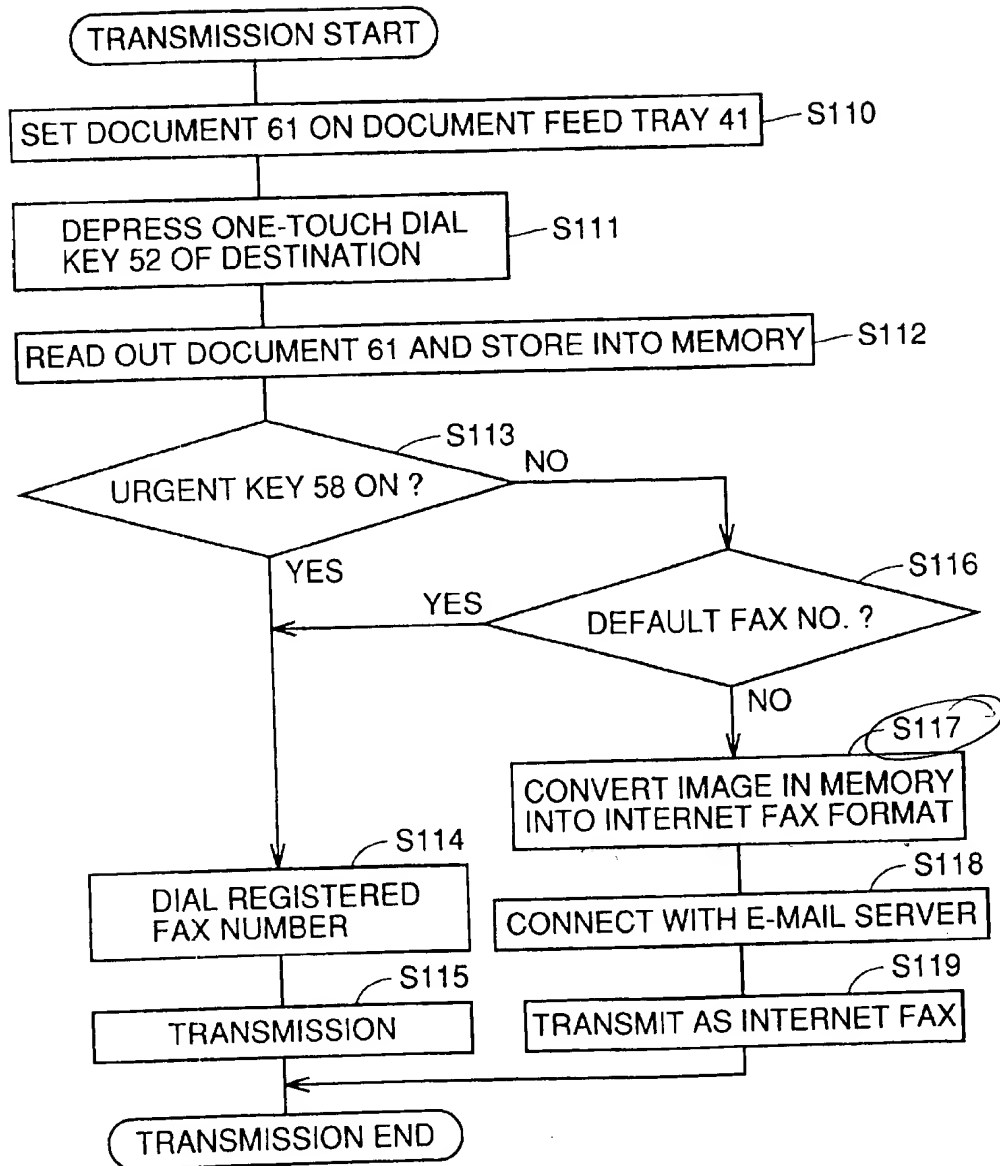 TRANSMISSION START
SET DOCUMENT 61 ON DOCUMENT FEED TRAY 41
S110
DEPRESS ONE-TOUCH DIAL
KEY 52 OF DESTINATION
S111
READ OUT DOCUMENT 61 AND STORE INTO MEMORY
S112
S113
URGENT KEY 58 ON ?
NO
YES
S116
YES
DEFAULT FAX NO. ?
NO
S117
CONVERT IMAGE IN MEMORY
INTO INTERNET FAX FORMAT
S114
DIAL REGISTERED
FAX NUMBER
S118
CONNECT WITH E-MAIL SERVER
S115
TRANSMISSION
S119
TRANSMIT AS INTERNET FAX
TRANSMISSION END